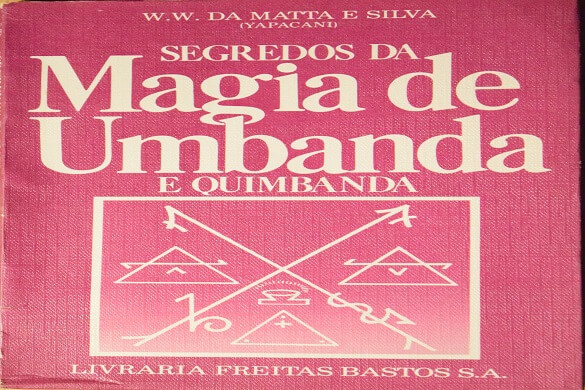 W.W. DA MATTA E SILVA
(YAPACANI)
SEGREDOS DA
Magia de
Umbanda
E QUIMBANDA
LIVRARIA FREITAS BASTOS S.A.